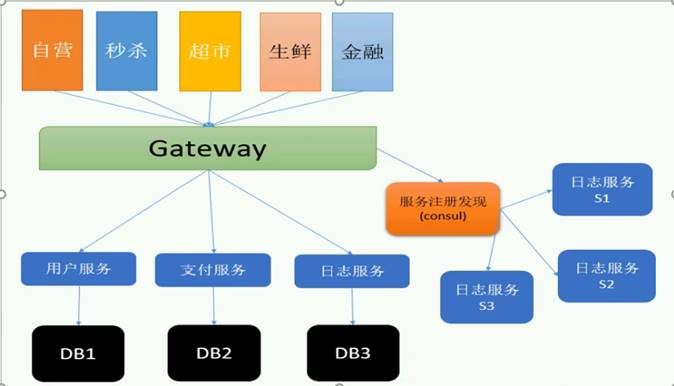 自营
秒杀
超市
生鲜
金融
Gateway
服务注册发现
(consul)
日志服务
S1
日志服务
S2
日志服务
S3
用户服务
支付服务
日志服务
DB1
DB2
DB3